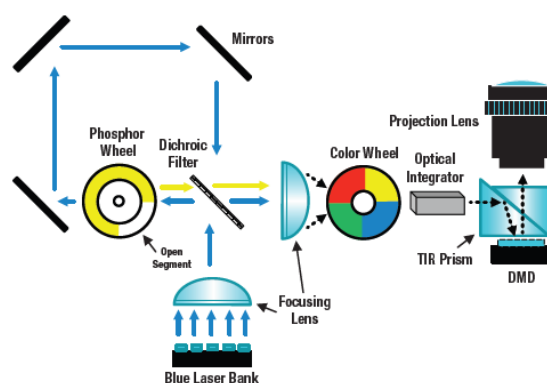 Mirrors
Projection Lens
Phosphor
Wheel
Dichroic
Filter
Color Wheel
Optical
Integrator
Open
Segment
TIR Prism
DMD
Focusing
Lens
Blue Laser Bank